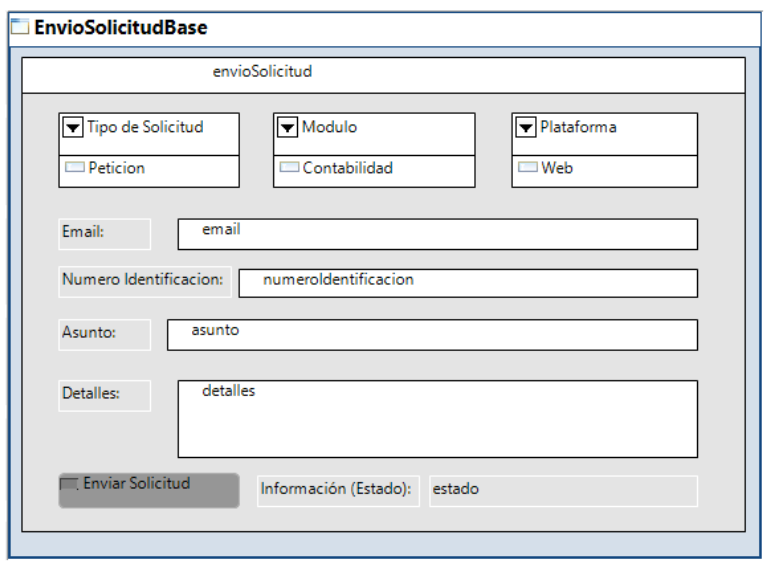 EnvioSolicitudBase
envioSolicitud
Tipo de Solicitud
Modulo
Plataforma
Peticion
Contabilidad
Web
Email:
email
Numero Identificacion:
numeroIdentificacion
Asunto:
asunto
Detalles:
detalles
Enviar Solicitud
Información (Estado):
estado